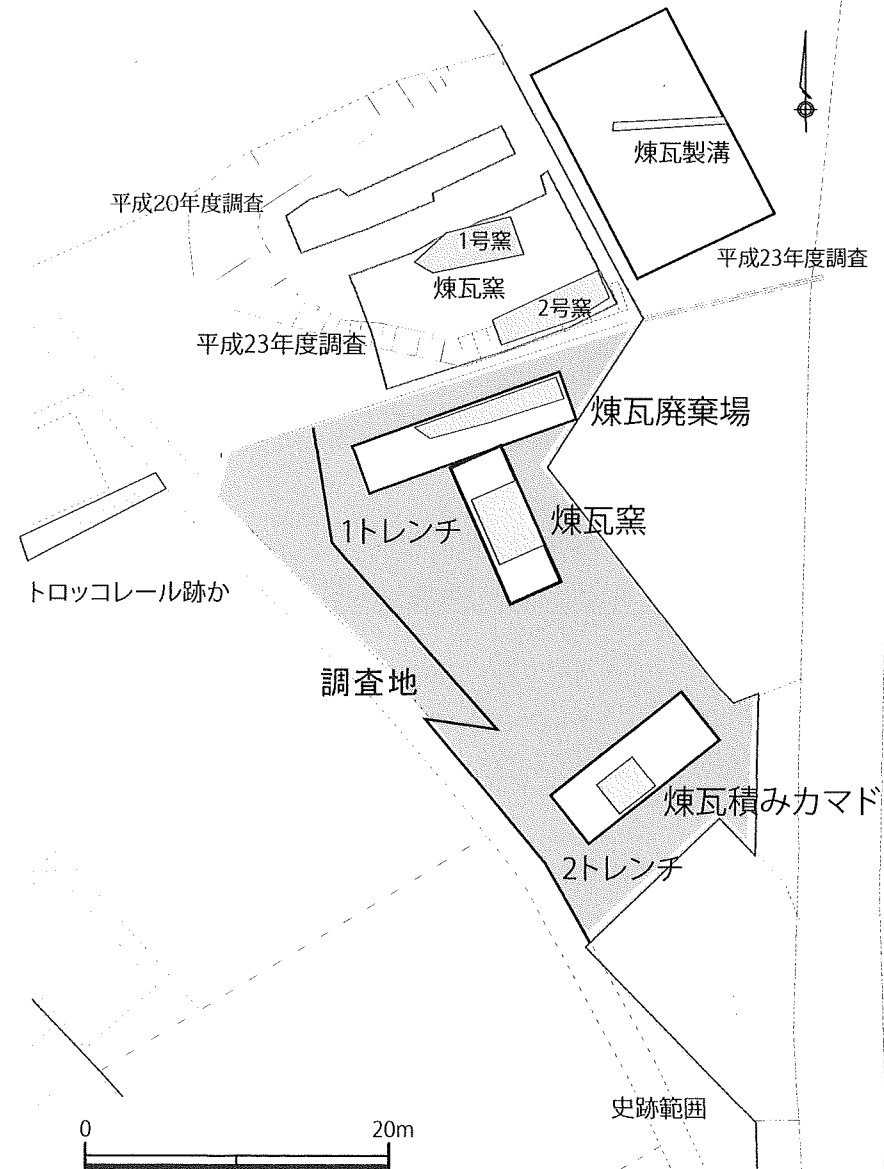 煉瓦製溝
平成20年度調査
1号窯
平成23年度調査
煉瓦窯
2号窯
平成23年度調査
煉瓦廃棄場
1トレンチ
煉瓦窯
トロッコレール跡か
調査地
煉瓦積みカマド
2トレンチ
史跡範囲
0 20m